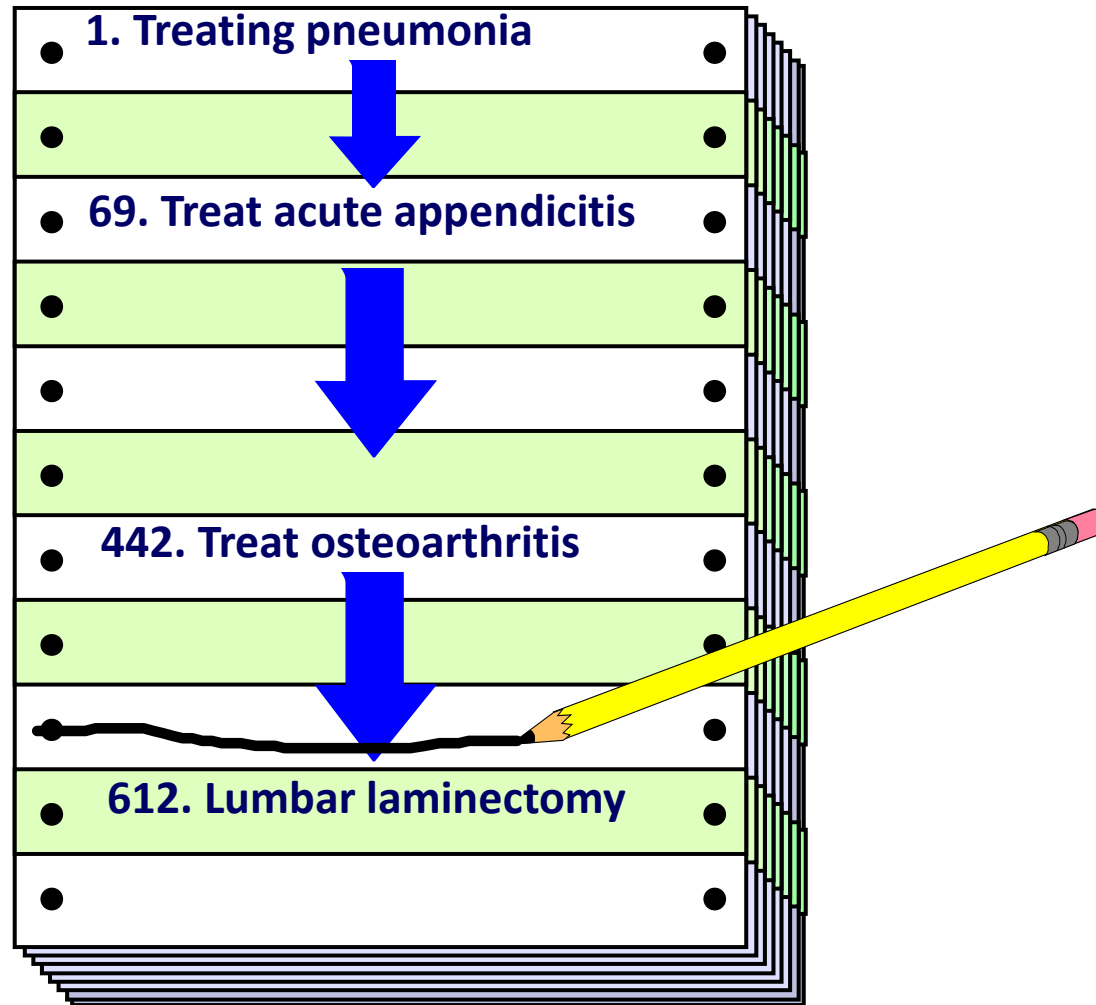 1. Treating pneumonia
69. Treat acute appendicitis
442. Treat osteoarthritis
612. Lumbar laminectomy